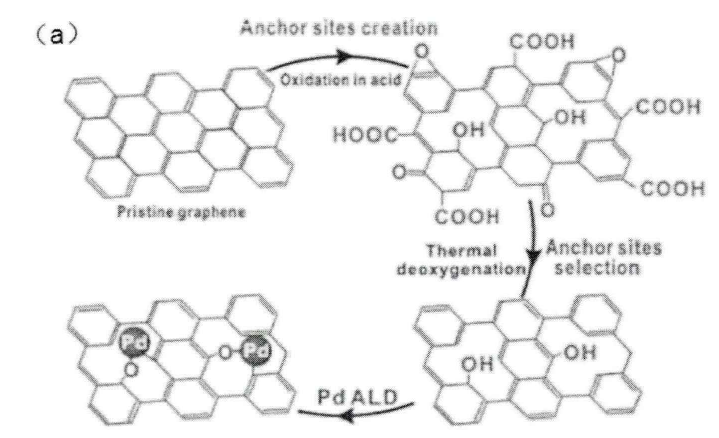 (a)
Anchor sites creation
Oxidation in acid
Pristine graphene
O
COOH
O
COOH
HOOC
OH
OH
O
COOH
COOH
O
Thermal
deoxygenation
Anchor sites
selection
Pd
O
O
Pd
OH
OH
Pd ALD